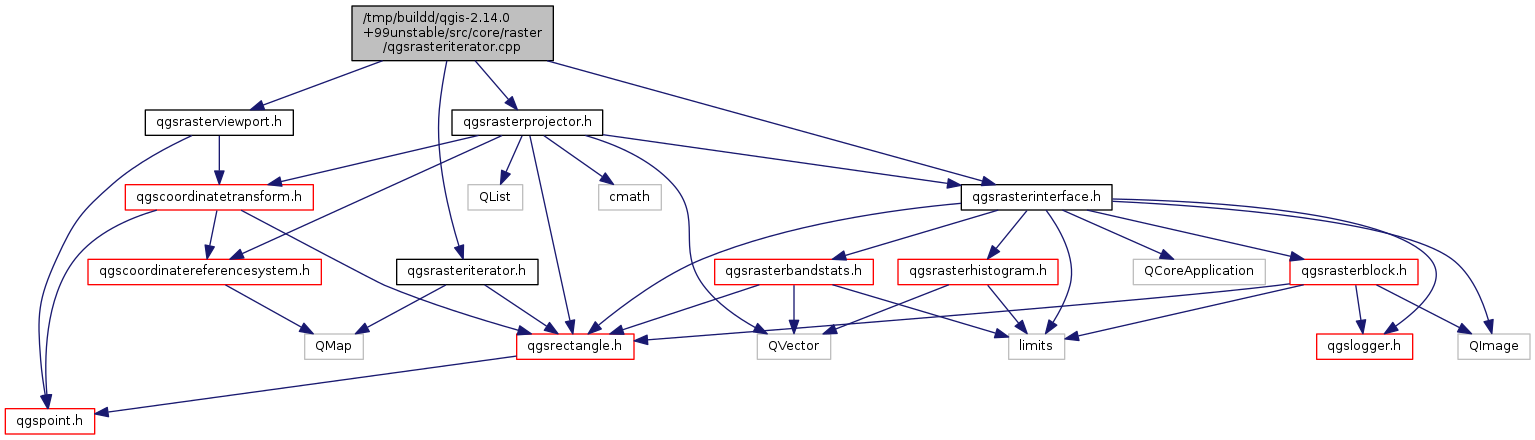 /tmp/buildd/qgis-2.14.0
+99unstable/src/core/raster
/qgsrasteriterator.cpp
qgsrasterviewport.h
qgsrasterprojector.h
qgscoordinatetransform.h
QList
cmath
qgsrasterinterface.h
qgscoordinatereferencesystem.h
qgsrasteriterator.h
qgsrasterbandstats.h
qgsrasterhistogram.h
QCoreApplication
qgsrasterblock.h
QMap
qgsrectangle.h
QVector
limits
qgslogger.h
QImage
qgspoint.h